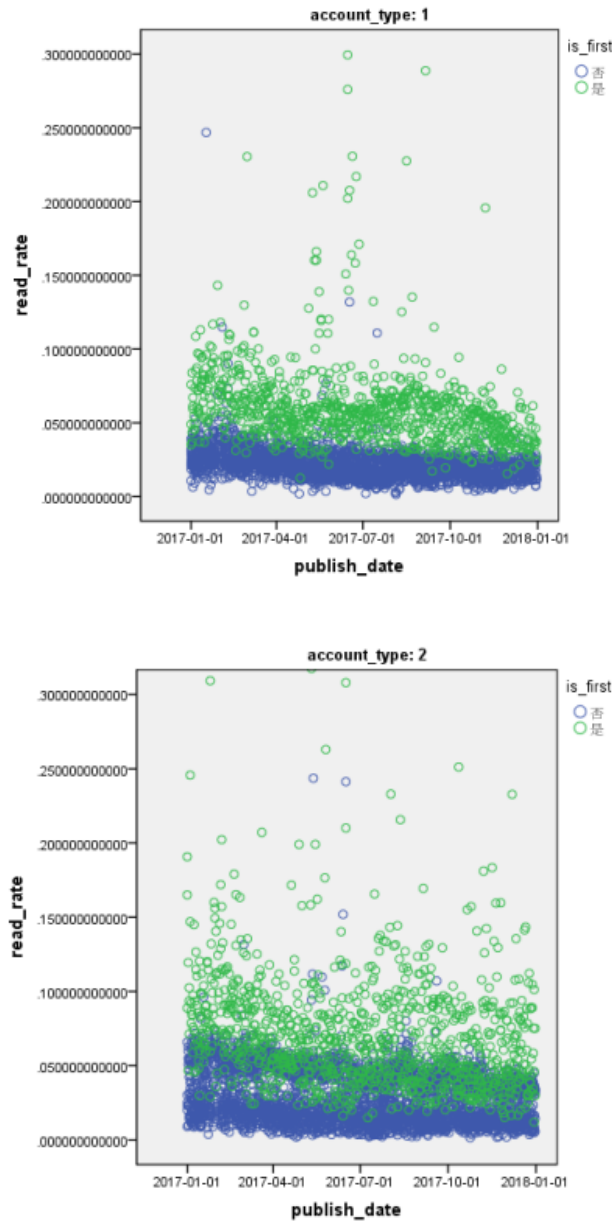 account_type: 1
is_first
否
是
.300000000000
.250000000000
.200000000000
.150000000000
.100000000000
.050000000000
.000000000000
read_rate
2017-01-01 2017-04-01 2017-07-01 2017-10-01 2018-01-01
publish_date
account_type: 2
is_first
否
是
.300000000000
.250000000000
.200000000000
.150000000000
.100000000000
.050000000000
.000000000000
read_rate
2017-01-01 2017-04-01 2017-07-01 2017-10-01 2018-01-01
publish_date